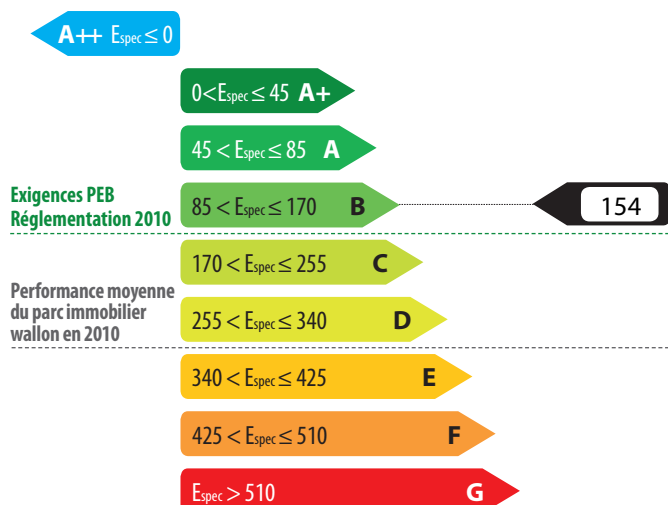 A++ Espec ≤ 0
0<Espec ≤ 45 A+
45 < Espec ≤ 85 A
Exigences PEB
Réglementation 2010
85 < Espec ≤ 170 B
154
170 < Espec ≤ 255 C
Performance moyenne
du parc immobilier
wallon en 2010
255 < Espec ≤ 340 D
340 < Espec ≤ 425 E
425 < Espec ≤ 510 F
Espec > 510 G